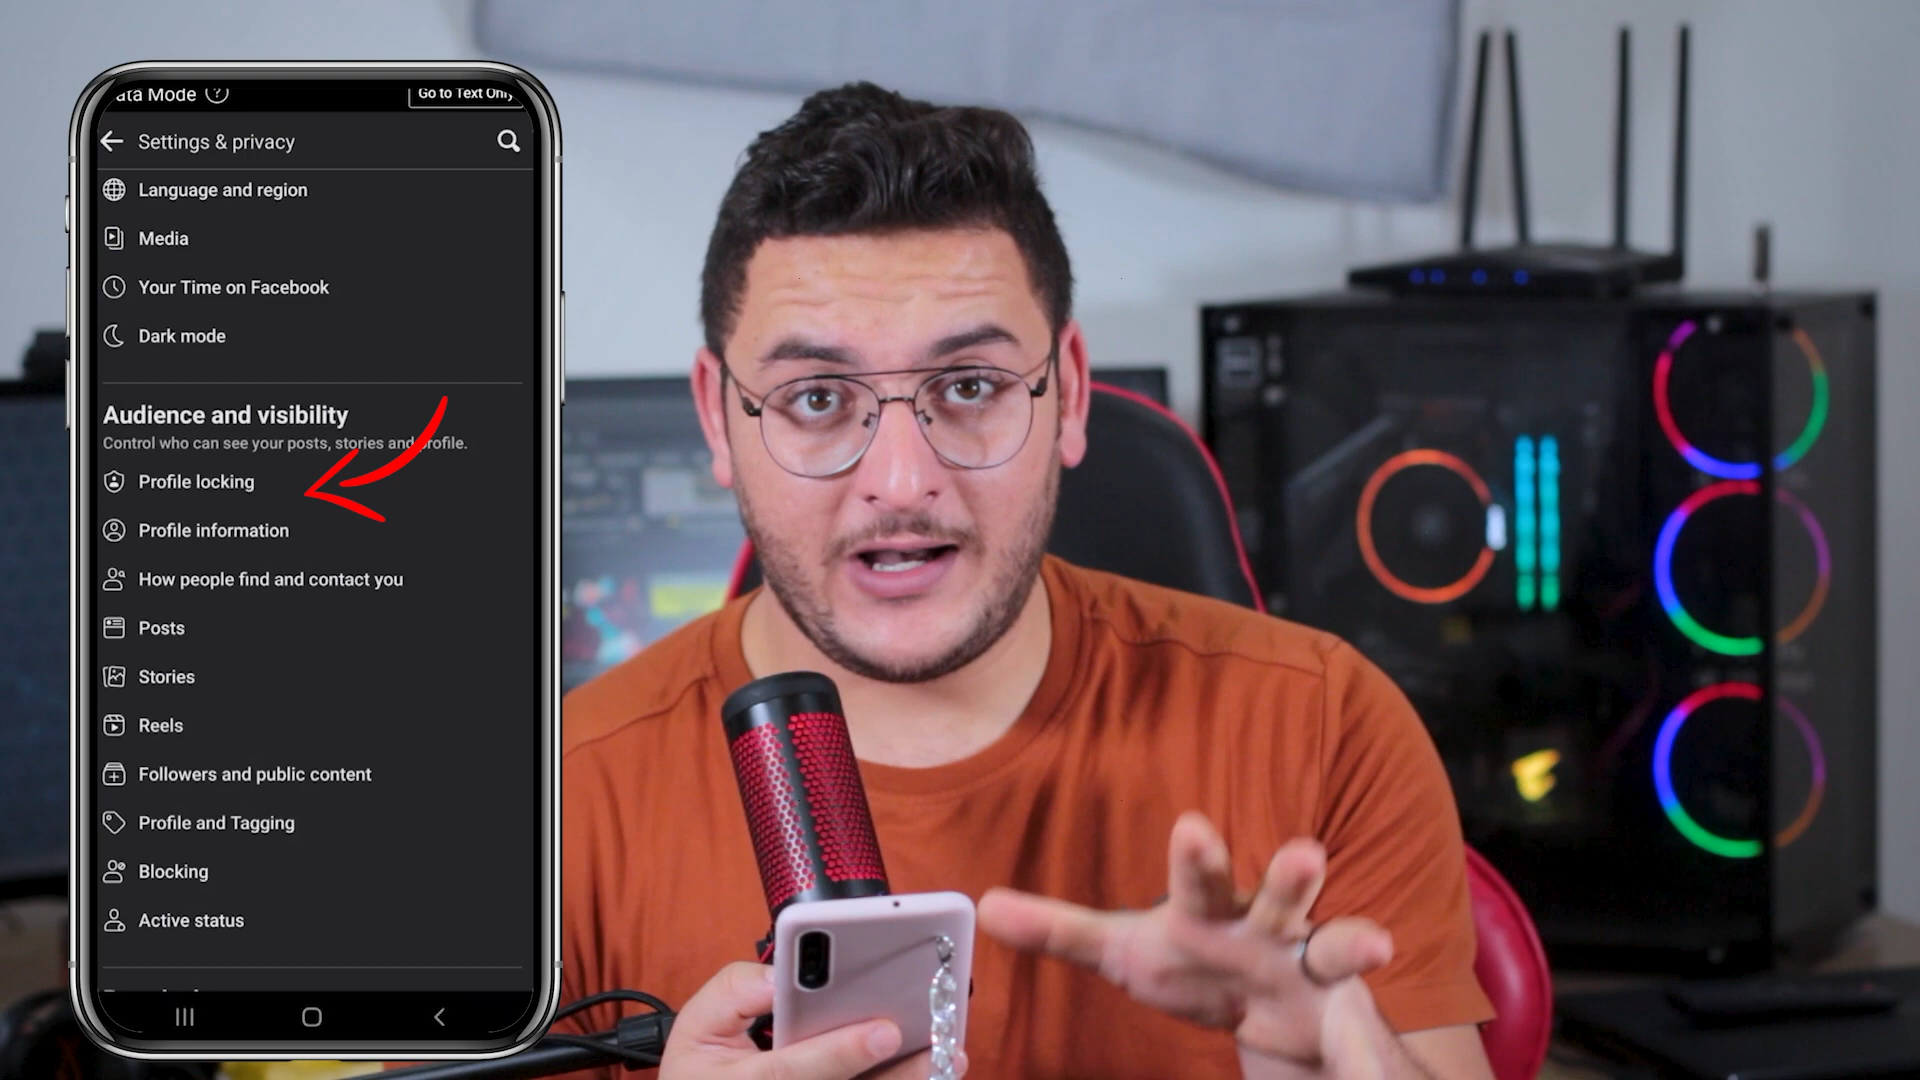 ata Mode
Go to Text Only
Settings & privacy
Language and region
Media
Your Time on Facebook
Dark mode
Audience and visibility
Control who can see your posts, stories and profile.
Profile locking
Profile information
How people find and contact you
Posts
Stories
Reels
Followers and public content
Profile and Tagging
Blocking
Active status